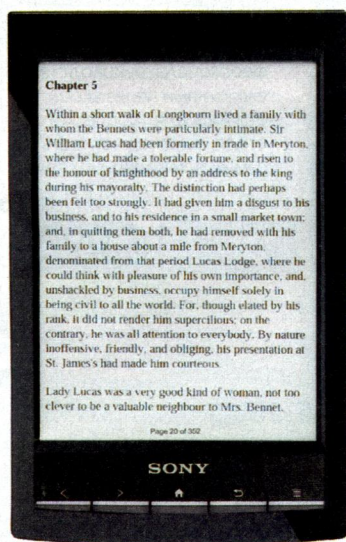 Chapter 5
Within a short walk of Longbourn lived a family with
whom the Bennets were particularly intimate. Sir
William Lucas had been formerly in trade in Meryton,
where he had made a tolerable fortune, and risen to
the honour of knighthood by an address to the king
during his mayoralty. The distinction had perhaps
been felt too strongly. It had given him a disgust to his
business, and to his residence in a small market town;
and, in quitting them both, he had removed with his
family to a house about a mile from Meryton,
denominated from that period Lucas Lodge, where he
could think with pleasure of his own importance, and,
unshackled by business, occupy himself solely in
being civil to all the world. For, though elated by his
rank, it did not render him supercilious; on the
contrary, he was all attention to everybody. By nature
inoffensive, friendly, and obliging, his presentation at
St. James's had made him courteous.
Lady Lucas was a very good kind of woman, not too
clever to be a valuable neighbour to Mrs. Bennet.
Page 20 of 352
SONY